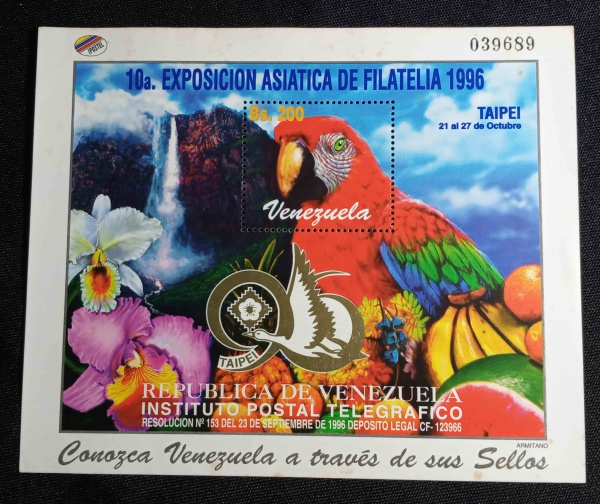 IPOSTEL
039689
10a. EXPOSICION ASIATICA DE FILATELIA 1996
Bs. 200
TAIPEI
21 al 27 de Octubre
Venezuela
TAIPEI
REPUBLICA DE VENEZUELA
INSTITUTO POSTAL TELEGRAFICO
RESOLUCION Nº 153 DEL 23 DE SEPTIEMBRE DE 1996 DEPOSITO LEGAL CF- 123966
ARMITANO
Conozca Venezuela a través de sus Sellos